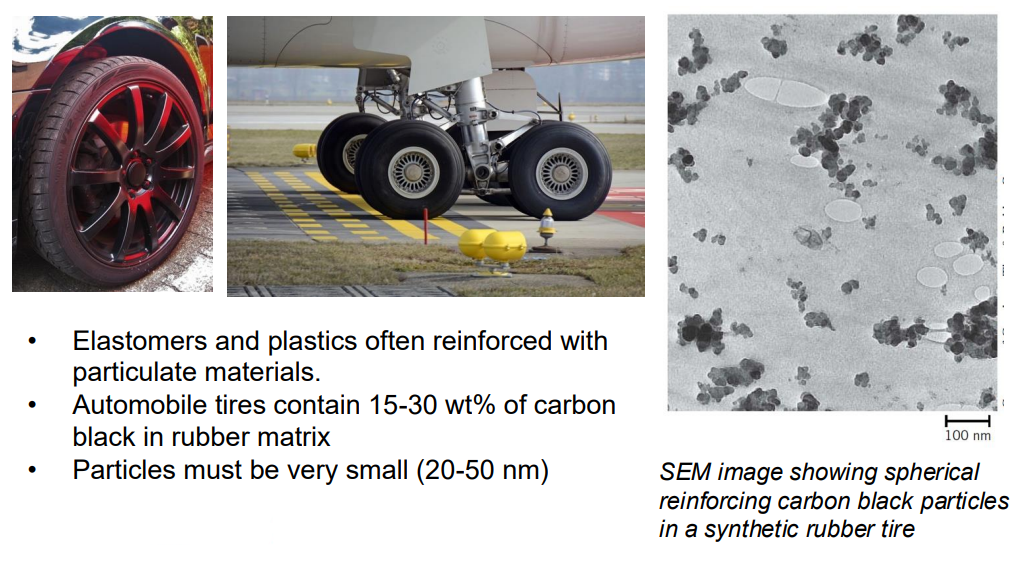 • Elastomers and plastics often reinforced with
particulate materials.
• Automobile tires contain 15-30 wt% of carbon
black in rubber matrix
• Particles must be very small (20-50 nm)
100 nm
SEM image showing spherical
reinforcing carbon black particles
in a synthetic rubber tire